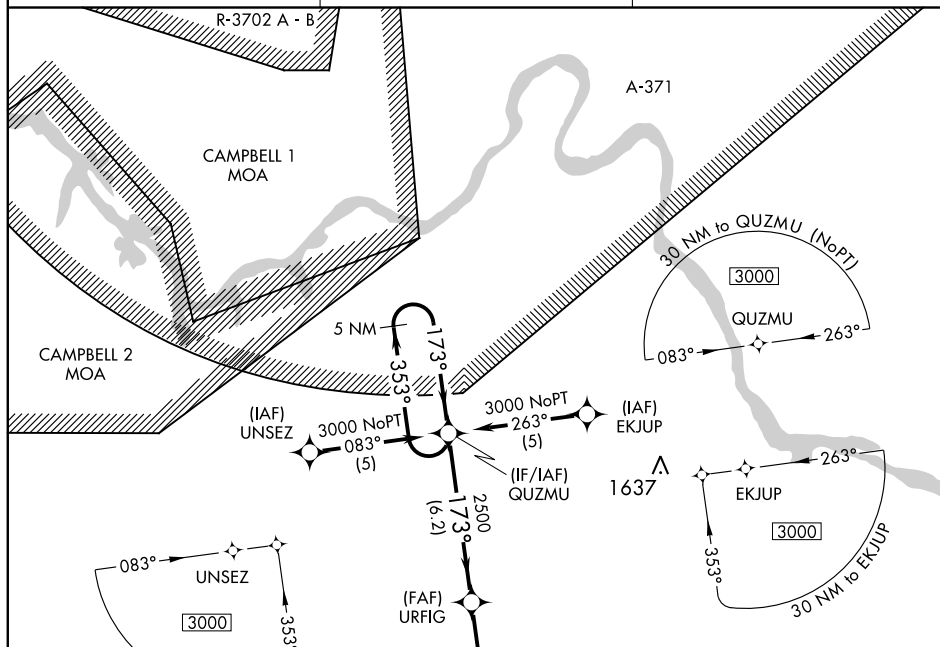 R-3702 A - B
A-371
CAMPBELL 1
MOA
30 NM to QUZMU (NoPT)
3000
QUZMU
083°
263°
5 NM
173°
353°
CAMPBELL 2
MOA
(IAF)
UNSEZ
3000 NoPT
083°
(5)
3000 NoPT
263°
(5)
(IAF)
EKJUP
(IF/IAF)
QUZMU
1637
263°
EKJUP
3000
353°
30 NM to EKJUP
2500
173°
(6.2)
083°
UNSEZ
3000
353°
(FAF)
URFIG